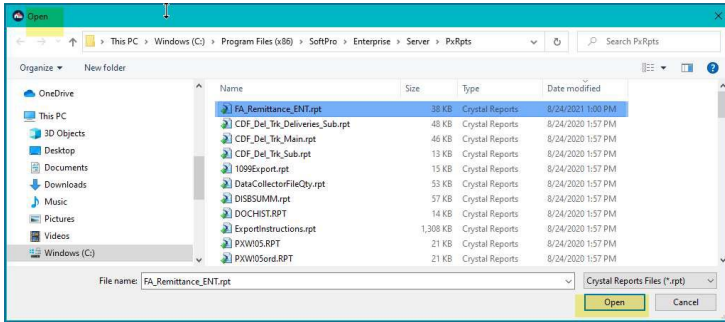 Open
This PC > Windows (C:) > Program Files (x86) > SoftPro > Enterprise > Server > PxRpts
Search PxRpts
Organize New folder
Name Size Type Date modified
OneDrive
This PC
3D Objects
Desktop
Documents
Downloads
Music
Pictures
Videos
Windows (C:)
FA_Remittance_ENT.rpt 38 KB Crystal Reports 8/24/2021 1:00 PM
CDF_Del_Trk_Deliveries_Sub.rpt 48 KB Crystal Reports 8/24/2020 1:57 PM
CDF_Del_Trk_Main.rpt 46 KB Crystal Reports 8/24/2020 1:57 PM
CDF_Del_Trk_Sub.rpt 13 KB Crystal Reports 8/24/2020 1:57 PM
1099Export.rpt 15 KB Crystal Reports 8/24/2020 1:57 PM
DataCollectorFileQty.rpt 53 KB Crystal Reports 8/24/2020 1:57 PM
DISBSUMM.rpt 57 KB Crystal Reports 8/24/2020 1:57 PM
DOCHIST.RPT 14 KB Crystal Reports 8/24/2020 1:57 PM
ExportInstructions.rpt 1,308 KB Crystal Reports 8/24/2020 1:57 PM
PXW!05.RPT 21 KB Crystal Reports 8/24/2020 1:57 PM
PXW!05ord.RPT 21 KB Crystal Reports 8/24/2020 1:57 PM
File name: FA_Remittance_ENT.rpt Crystal Reports Files (*.rpt)
Open Cancel